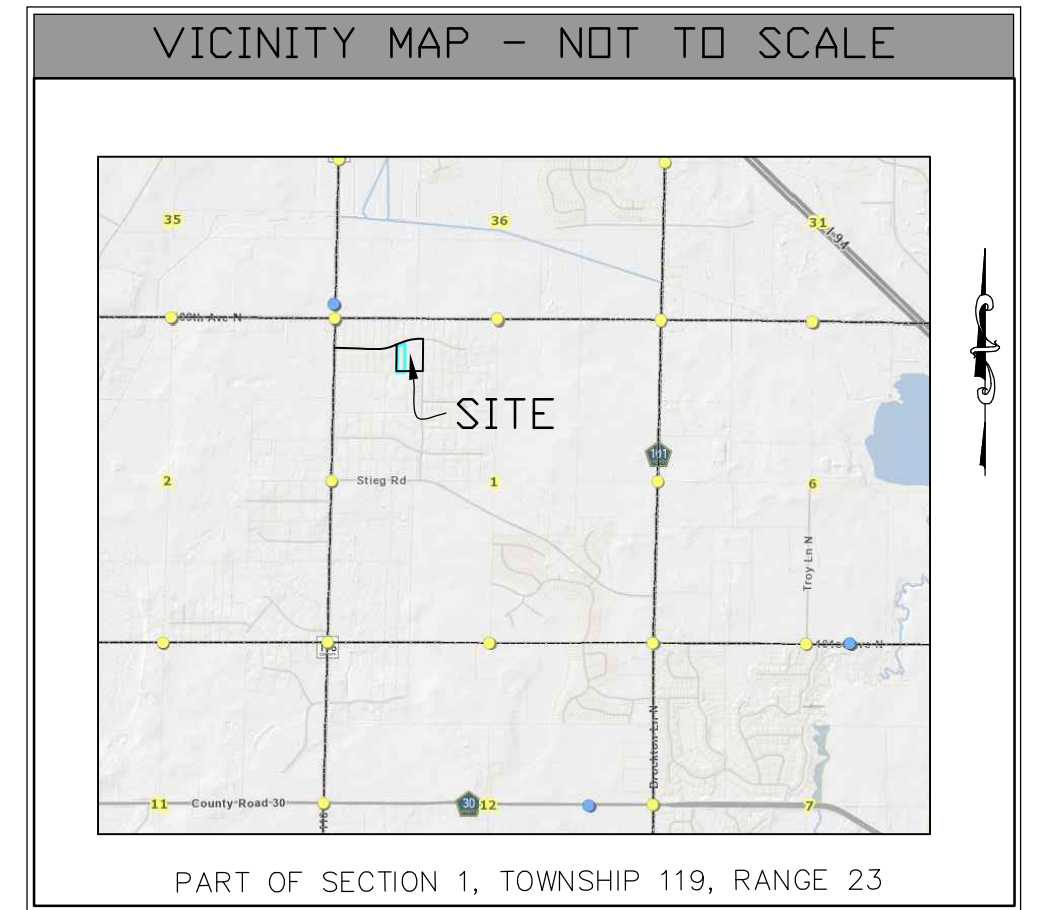 VICINITY MAP - NOT TO SCALE
35
36
31
I-94
SITE
101
2
Stieg Rd
1
6
Troy Ln N
Brockton Ln N
11
County Road 30
30
12
7
116
PART OF SECTION 1, TOWNSHIP 119, RANGE 23